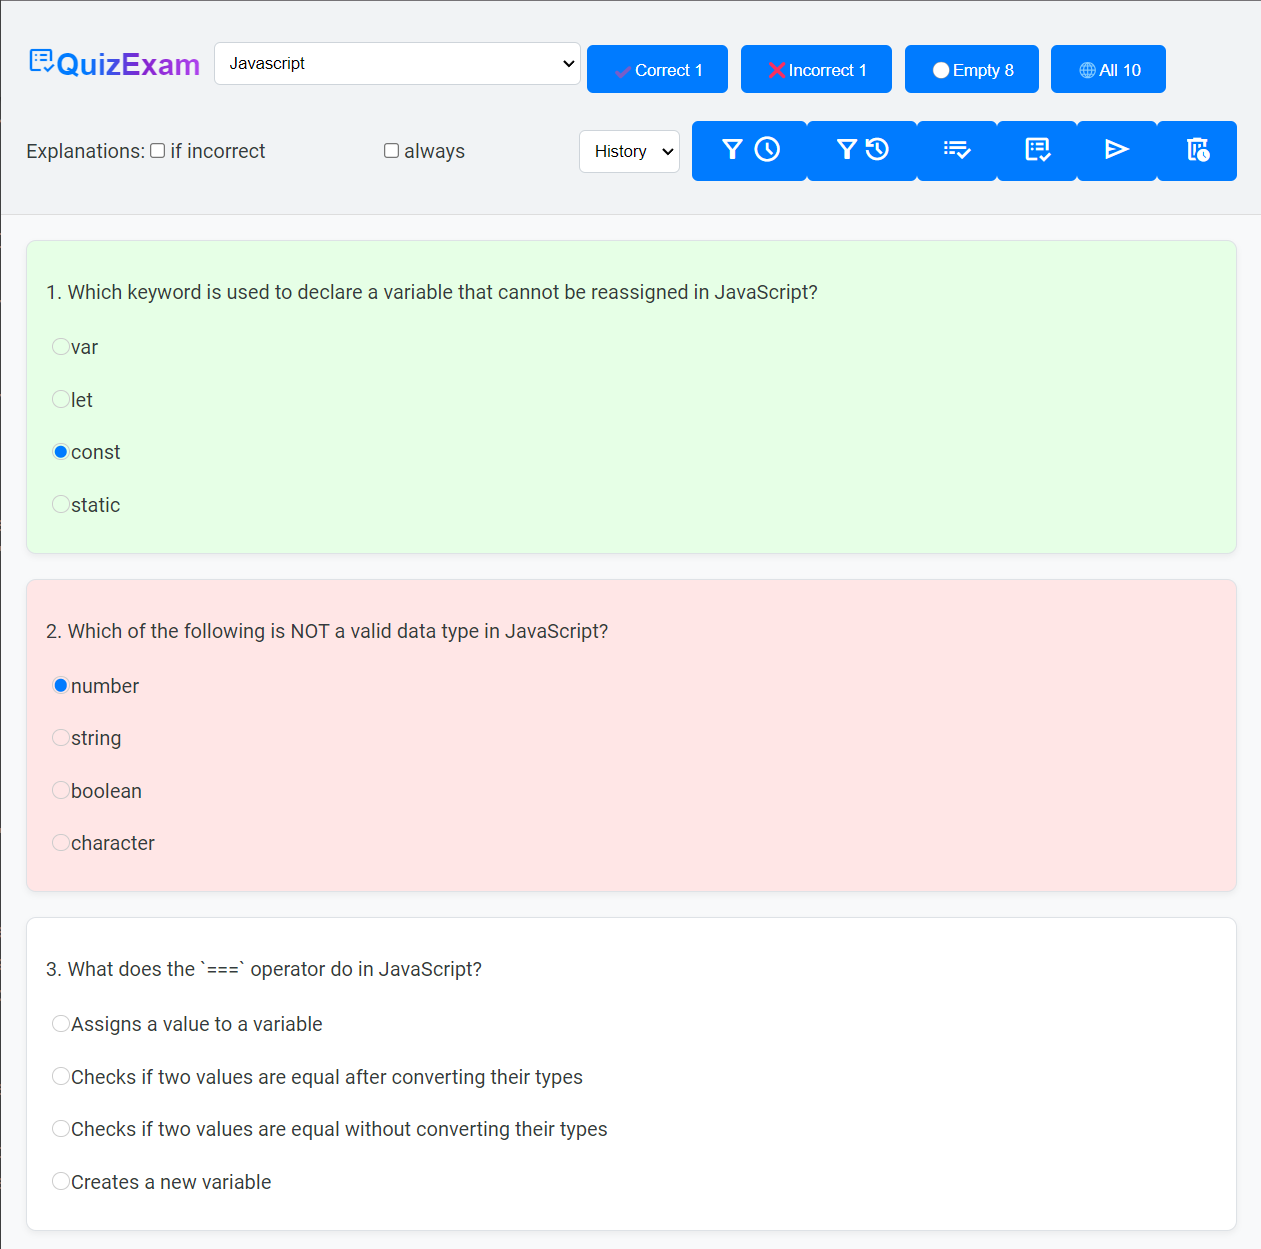 QuizExam Javascript Correct 1 Incorrect 1 Empty 8 All 10
Explanations: if incorrect always History
1. Which keyword is used to declare a variable that cannot be reassigned in JavaScript?
var
let
const
static
2. Which of the following is NOT a valid data type in JavaScript?
number
string
boolean
character
3. What does the `===` operator do in JavaScript?
Assigns a value to a variable
Checks if two values are equal after converting their types
Checks if two values are equal without converting their types
Creates a new variable